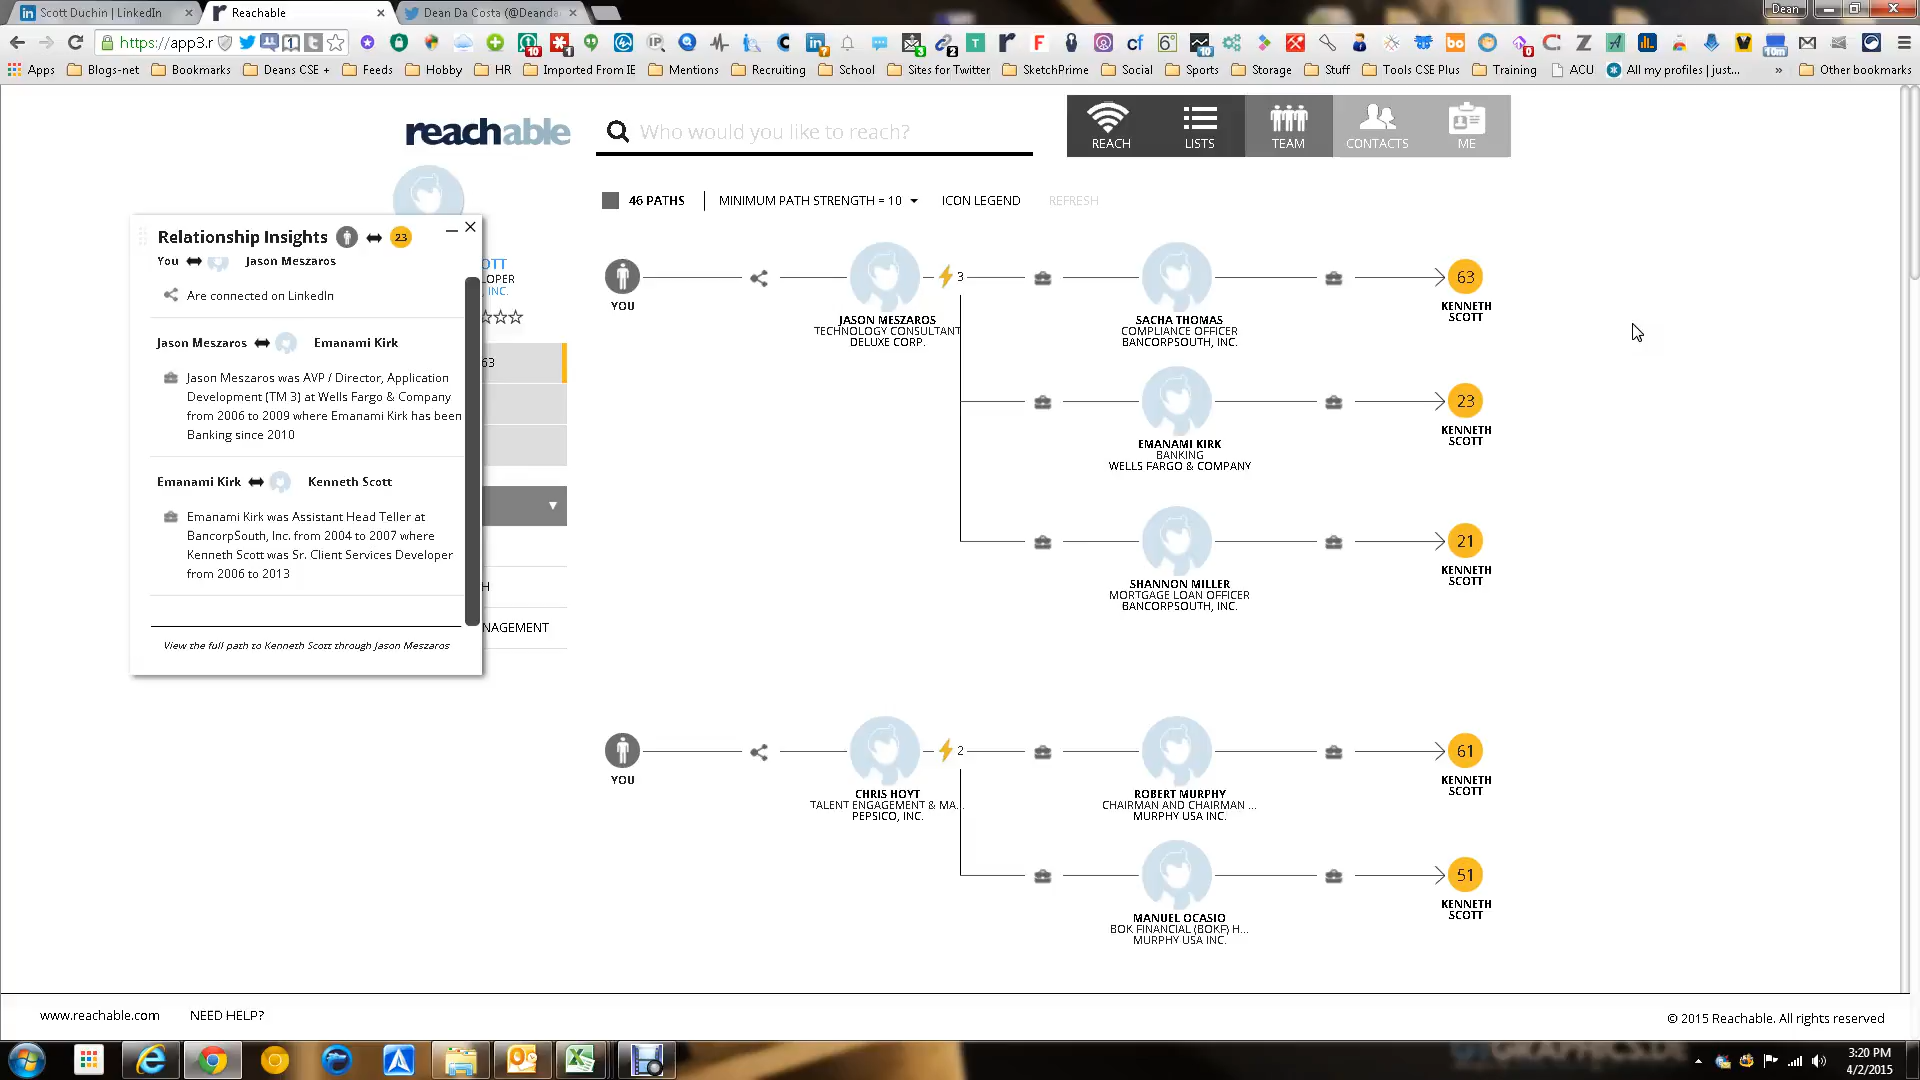 Scott Duchin | LinkedIn
Reachable
Dean Da Costa (@Deanda
Dean
https://app3.r
Apps
Blogs-net
Bookmarks
Deans CSE +
Feeds
Hobby
HR
Imported From IE
Mentions
Recruiting
School
Sites for Twitter
SketchPrime
Social
Sports
Storage
Stuff
Tools CSE Plus
Training
ACU
All my profiles | just...
»
Other bookmarks
reachable
Who would you like to reach?
REACH
LISTS
TEAM
CONTACTS
ME
46 PATHS
MINIMUM PATH STRENGTH = 10
ICON LEGEND
REFRESH
Relationship Insights
23
You
Jason Meszaros
Are connected on LinkedIn
Jason Meszaros
Emanami Kirk
Jason Meszaros was AVP / Director, Application
Development (TM 3) at Wells Fargo & Company
from 2006 to 2009 where Emanami Kirk has been
Banking since 2010
Emanami Kirk
Kenneth Scott
Emanami Kirk was Assistant Head Teller at
BancorpSouth, Inc. from 2004 to 2007 where
Kenneth Scott was Sr. Client Services Developer
from 2006 to 2013
View the full path to Kenneth Scott through Jason Meszaros
OTT
LOPER
, INC.
63
H
NAGEMENT
YOU
JASON MESZAROS
TECHNOLOGY CONSULTANT
DELUXE CORP.
3
SACHA THOMAS
COMPLIANCE OFFICER
BANCORPSOUTH, INC.
63
KENNETH
SCOTT
EMANAMI KIRK
BANKING
WELLS FARGO & COMPANY
23
KENNETH
SCOTT
SHANNON MILLER
MORTGAGE LOAN OFFICER
BANCORPSOUTH, INC.
21
KENNETH
SCOTT
YOU
CHRIS HOYT
TALENT ENGAGEMENT & MA...
PEPSICO, INC.
2
ROBERT MURPHY
CHAIRMAN AND CHAIRMAN ...
MURPHY USA INC.
61
KENNETH
SCOTT
MANUEL OCASIO
BOK FINANCIAL (BOKF) H...
MURPHY USA INC.
51
KENNETH
SCOTT
www.reachable.com
NEED HELP?
© 2015 Reachable. All rights reserved
3:20 PM
4/2/2015